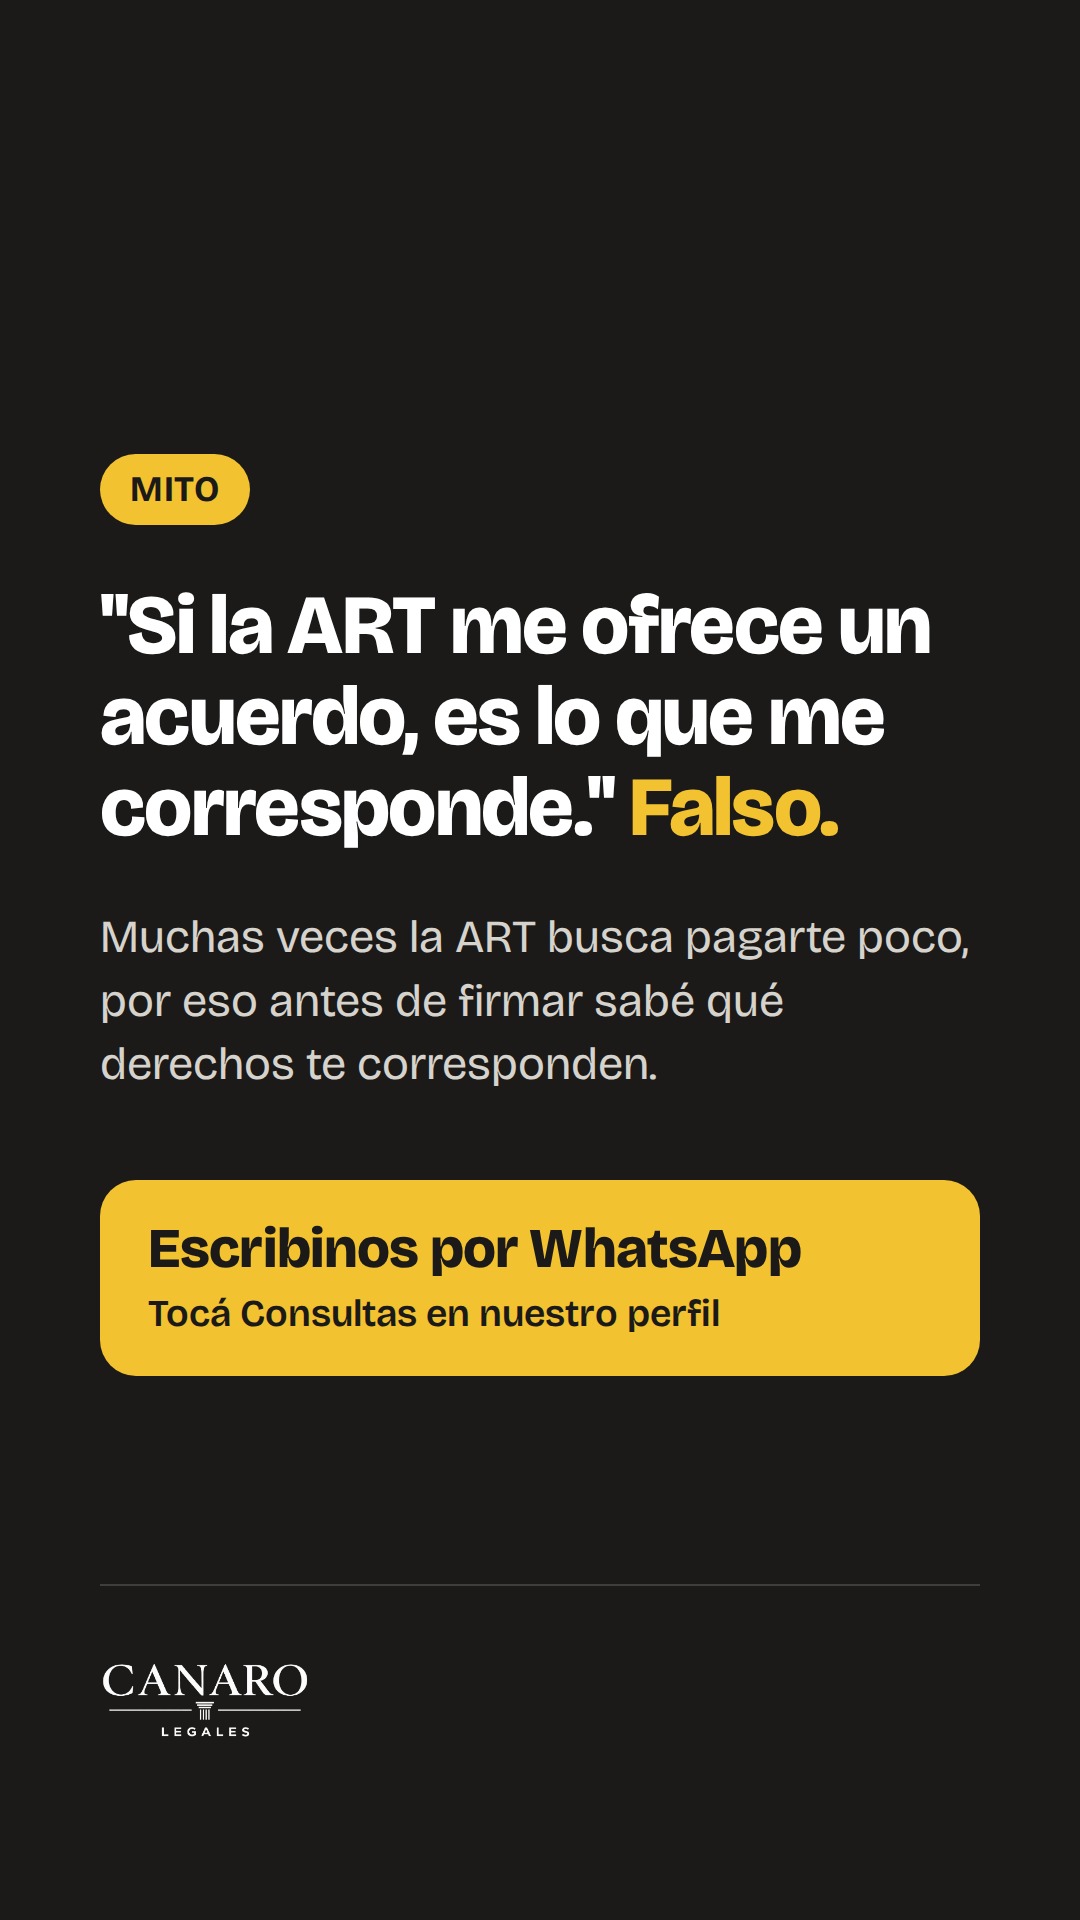 MITO
"Si la ART me ofrece un
acuerdo, es lo que me
corresponde." Falso.
Muchas veces la ART busca pagarte poco,
por eso antes de firmar sabé qué
derechos te corresponden.
Escribinos por WhatsApp
Tocá Consultas en nuestro perfil
CANARO
LEGALES